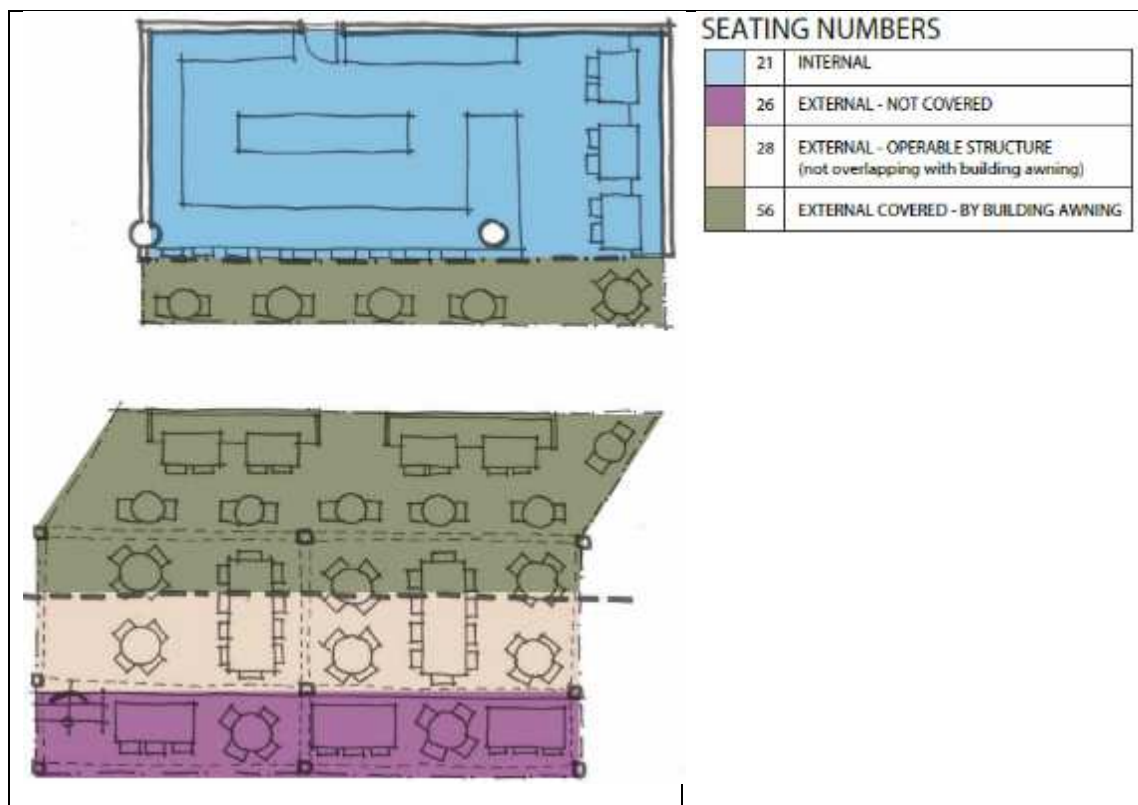 SEATING NUMBERS
21 INTERNAL
26 EXTERNAL - NOT COVERED
28 EXTERNAL - OPERABLE STRUCTURE
(not overlapping with building awning)
56 EXTERNAL COVERED - BY BUILDING AWNING